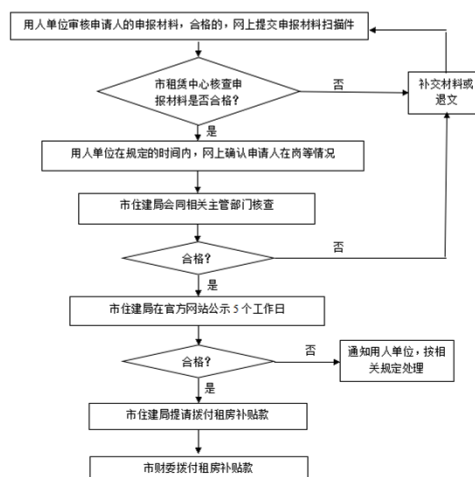 用人单位审核申请人的申报材料，合格的，网上提交申报材料扫描件
市租赁中心核查申
报材料是否合格？
否
补交材料或
退文
是
用人单位在规定的时间内，网上确认申请人在岗等情况
市住建局会同相关主管部门核查
合格？
否
是
市住建局在官方网站公示 5 个工作日
合格？
否
通知用人单位，按相
关规定处理
是
市住建局提请拨付租房补贴款
市财委拨付租房补贴款